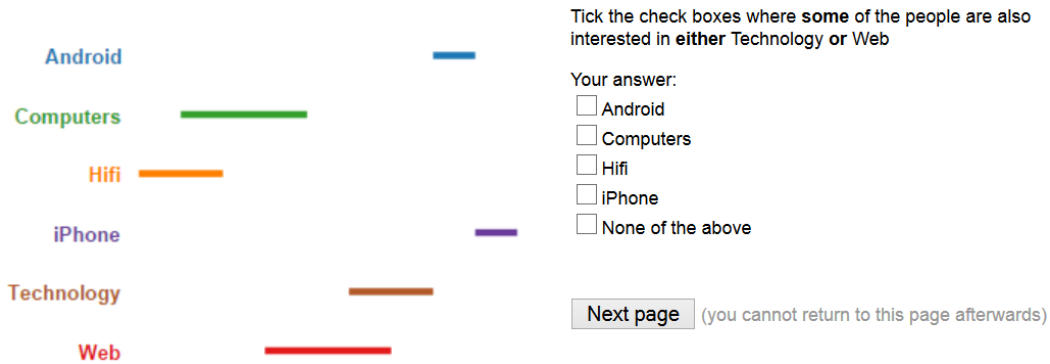 Android
Computers
Hifi
iPhone
Technology
Web
Tick the check boxes where some of the people are also
interested in either Technology or Web
Your answer:
Android
Computers
Hifi
iPhone
None of the above
Next page (you cannot return to this page afterwards)